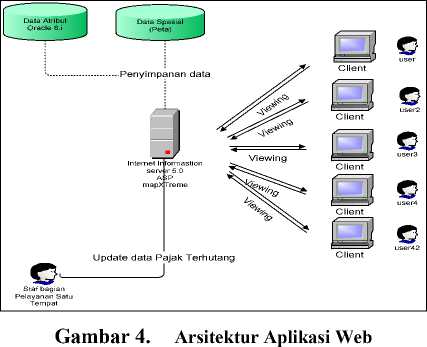 Data Atribut
Oracle 8.i
Data Spasial
(Peta)
Penyimpanan data
Internet Informastion
server 5.0
ASP
mapXTreme
Viewing
Viewing
Viewing
Viewing
Viewing
Client
user
Client
user2
Client
user3
Client
user4
Client
user42
Update data Pajak Terhutang
Staf bagian
Pelayanan Satu
Tempat
Gambar 4. Arsitektur Aplikasi Web